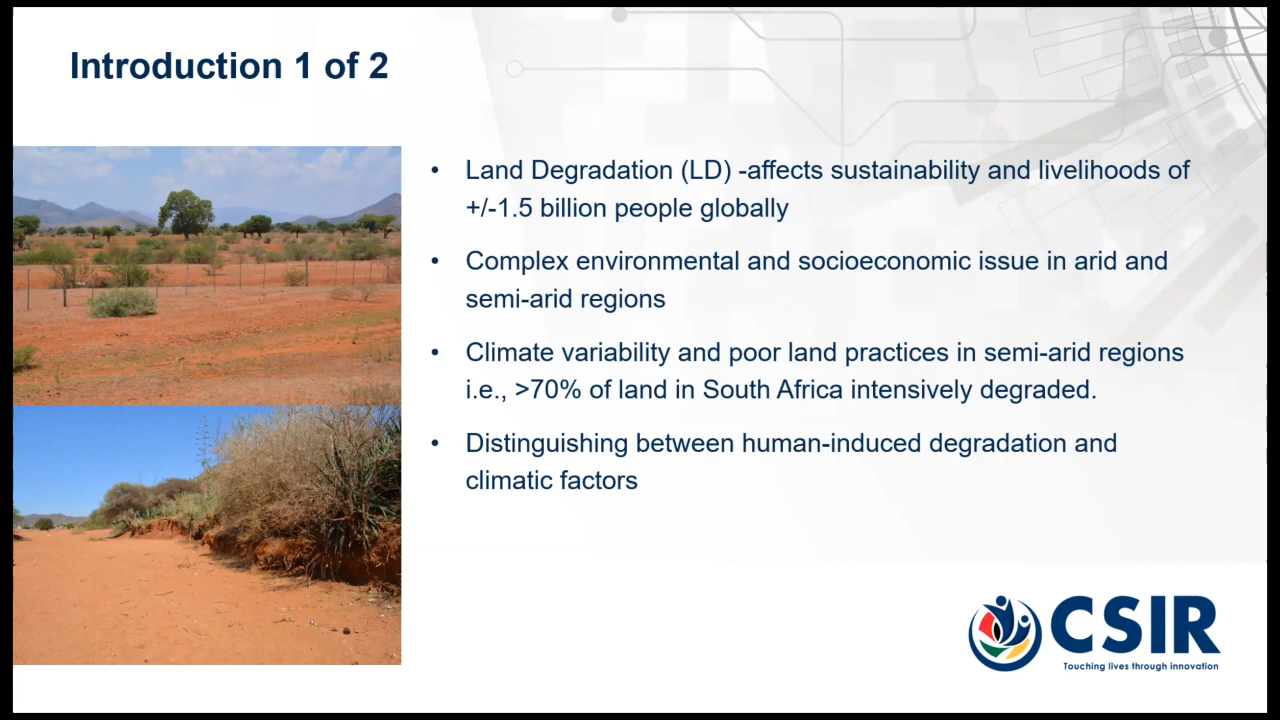 Introduction 1 of 2
• Land Degradation (LD) -affects sustainability and livelihoods of
+/-1.5 billion people globally
• Complex environmental and socioeconomic issue in arid and
semi-arid regions
• Climate variability and poor land practices in semi-arid regions
i.e., >70% of land in South Africa intensively degraded.
• Distinguishing between human-induced degradation and
climatic factors
CSIR
Touching lives through innovation